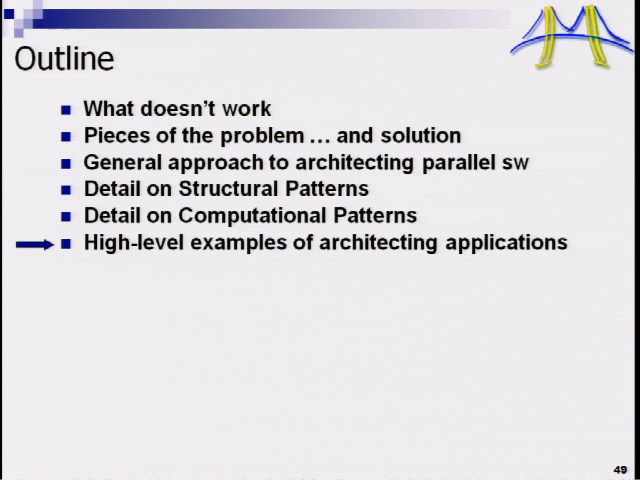 Outline
What doesn't work
Pieces of the problem … and solution
General approach to architecting parallel sw
Detail on Structural Patterns
Detail on Computational Patterns
High-level examples of architecting applications
49